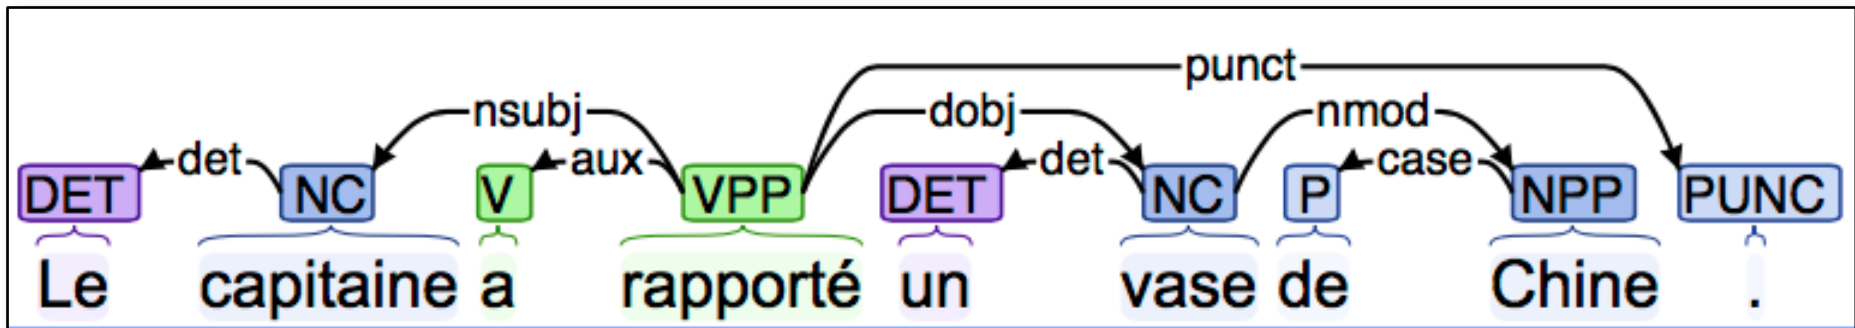 punct
nsubj dobj nmod
det aux det case
DET NC V VPP DET NC P NPP PUNC
Le capitaine a rapporté un vase de Chine .